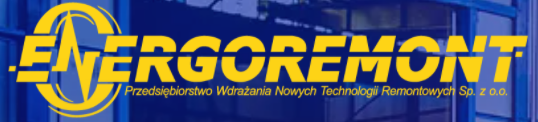 ENERGOREMONT
Przedsiębiorstwo Wdrażania Nowych Technologii Remontowych Sp. z o.o.